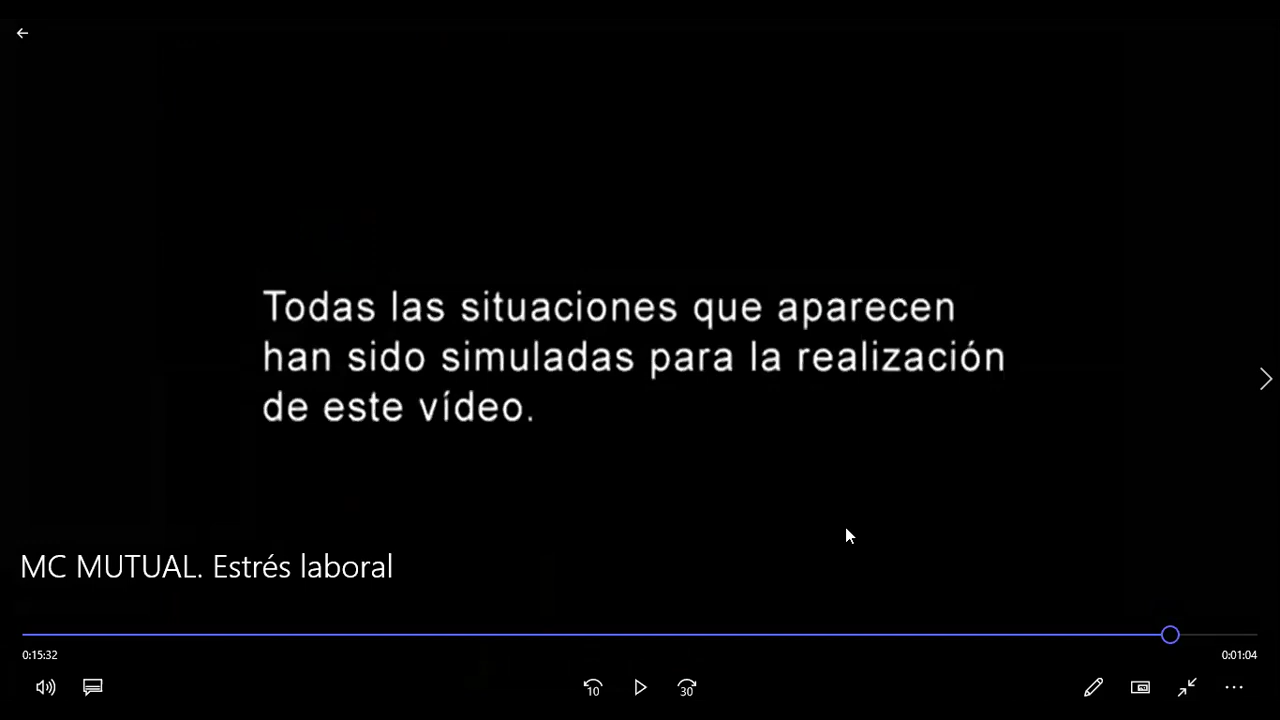 Todas las situaciones que aparecen
han sido simuladas para la realización
de este vídeo.
MC MUTUAL. Estrés laboral
0:15:32
0:01:04
10
30